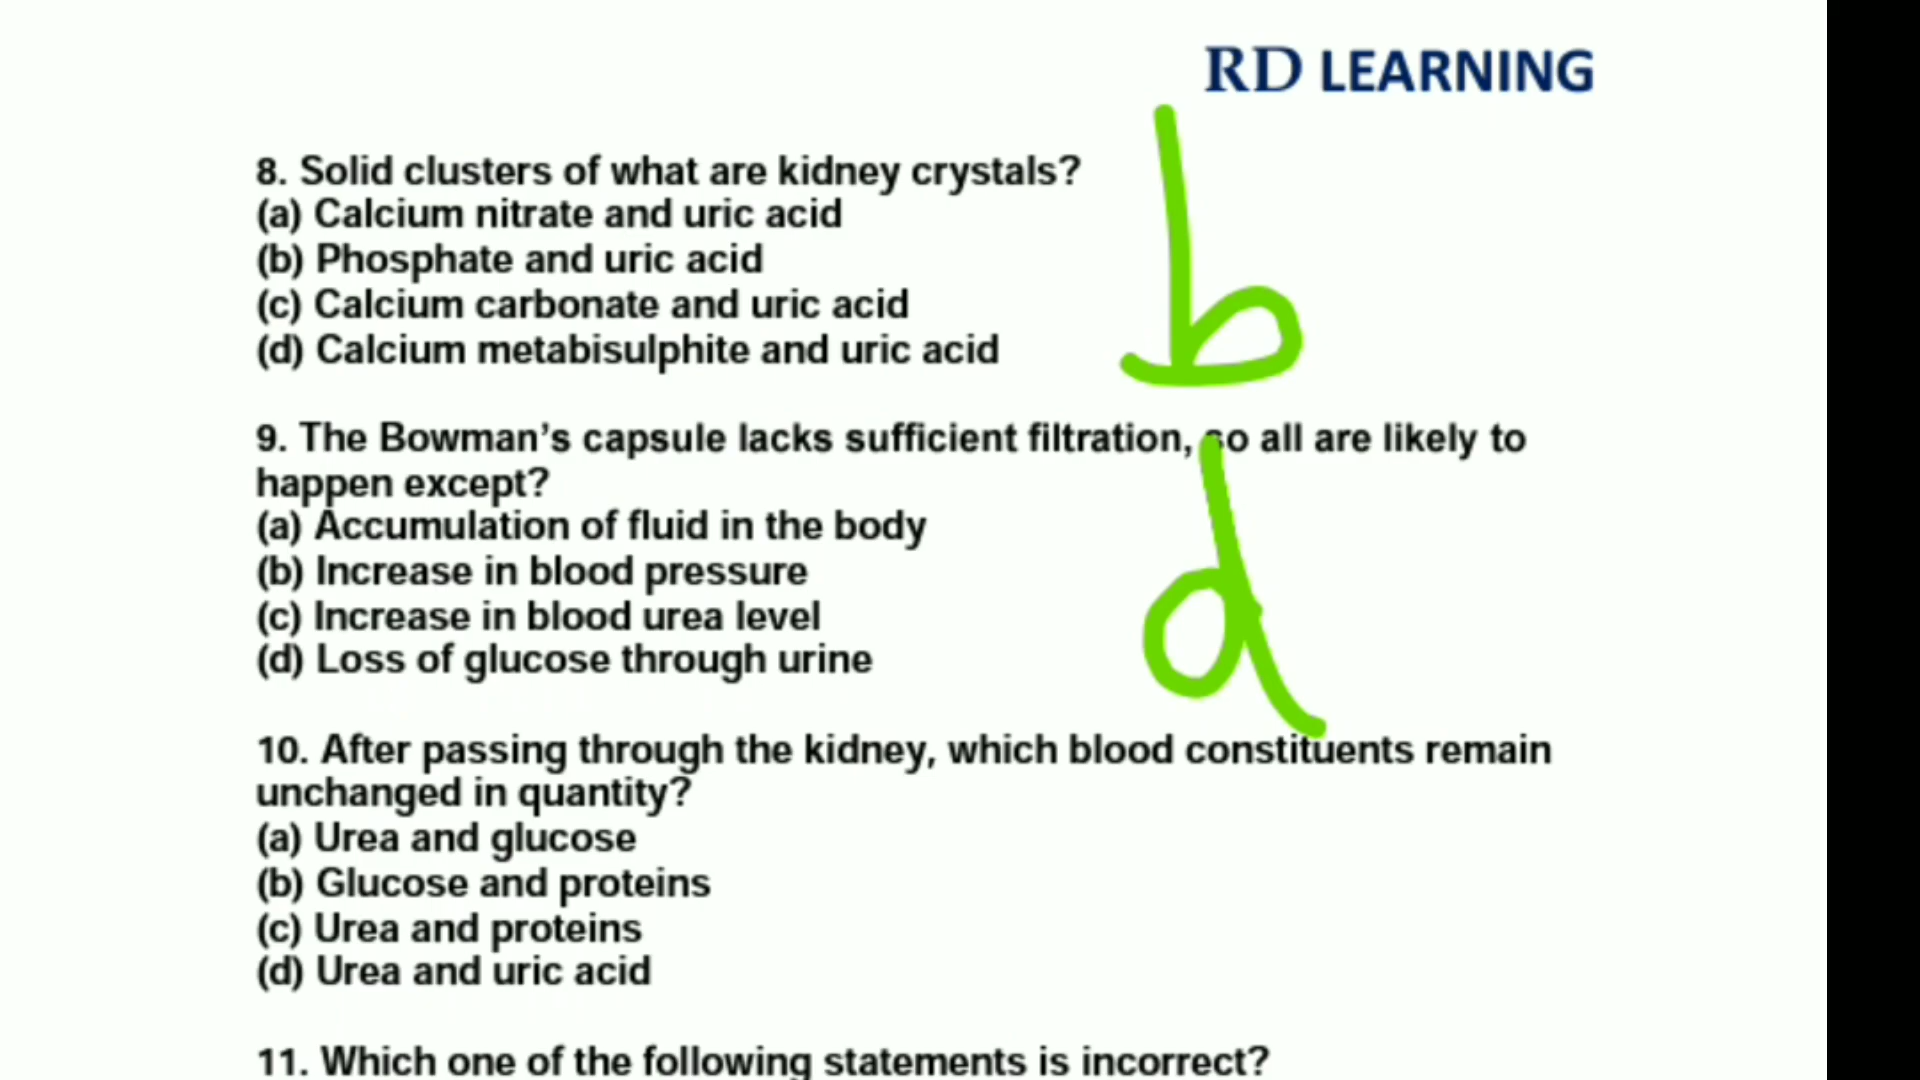 RD LEARNING
8. Solid clusters of what are kidney crystals?
(a) Calcium nitrate and uric acid
(b) Phosphate and uric acid
(c) Calcium carbonate and uric acid
(d) Calcium metabisulphite and uric acid
b
9. The Bowman's capsule lacks sufficient filtration, so all are likely to
happen except?
(a) Accumulation of fluid in the body
(b) Increase in blood pressure
(c) Increase in blood urea level
(d) Loss of glucose through urine
d
10. After passing through the kidney, which blood constituents remain
unchanged in quantity?
(a) Urea and glucose
(b) Glucose and proteins
(c) Urea and proteins
(d) Urea and uric acid
11. Which one of the following statements is incorrect?